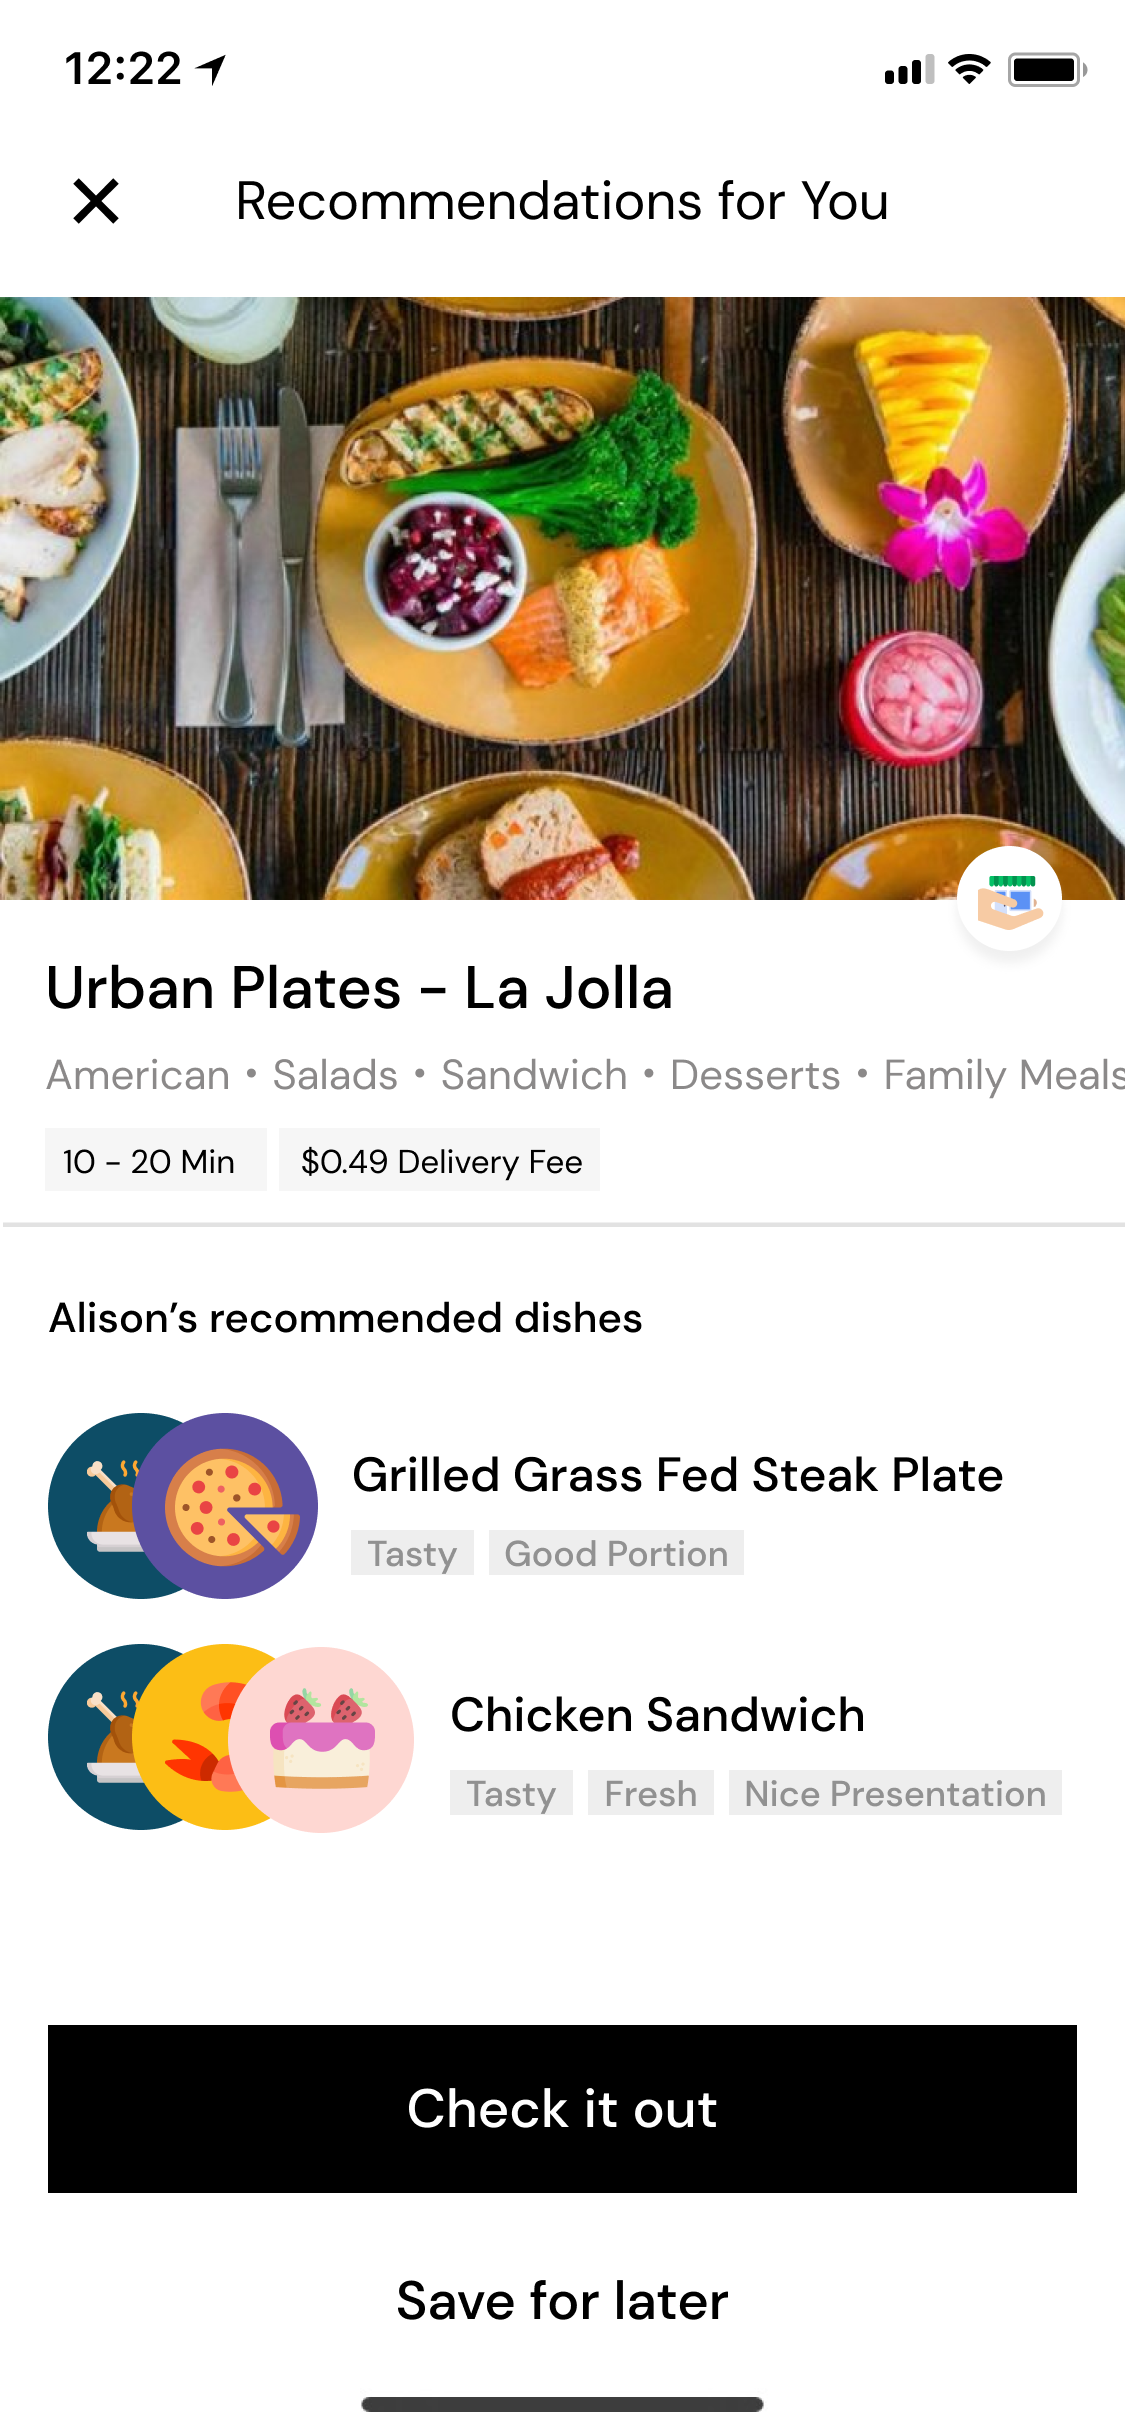 12:22
Recommendations for You
Urban Plates - La Jolla
American • Salads • Sandwich • Desserts • Family Meals
10 - 20 Min $0.49 Delivery Fee
Alison’s recommended dishes
Grilled Grass Fed Steak Plate
Tasty Good Portion
Chicken Sandwich
Tasty Fresh Nice Presentation
Check it out
Save for later